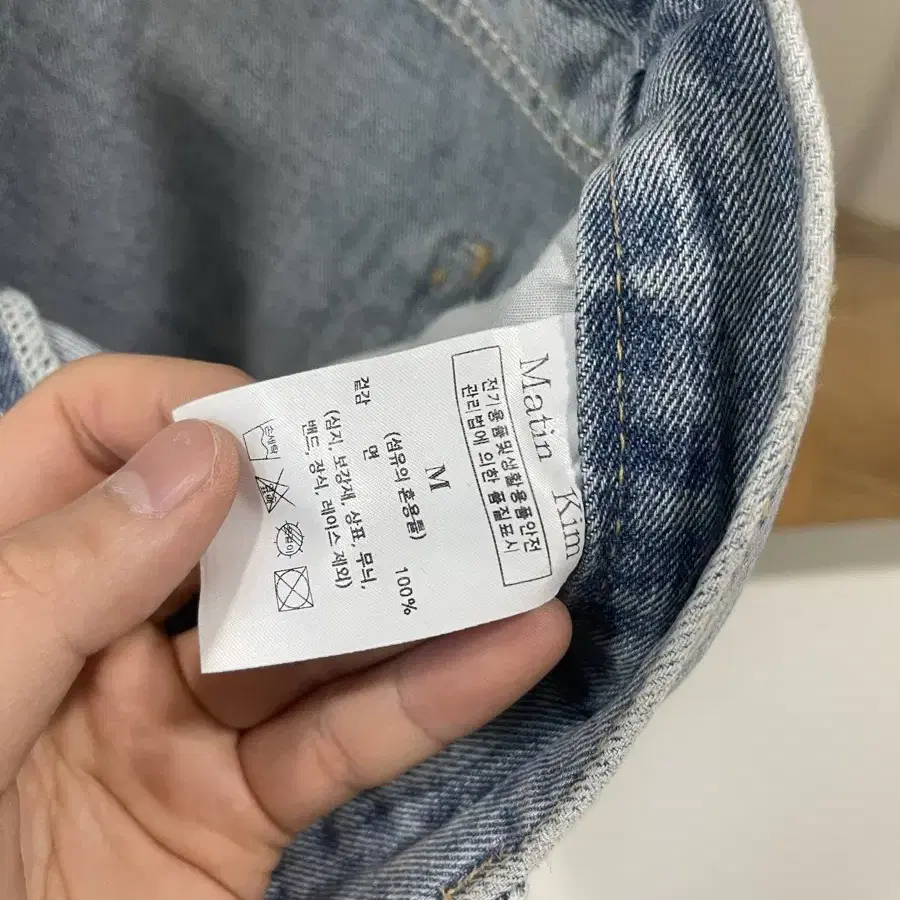 Matin Kim
전기용품및생활용품안전
관리법에 의한 품질표시
M
(섬유의 혼용률)
겉감 면 100%
(심지, 보강재, 상표, 무늬,
밴드, 장식, 레이스 제외)
손세탁